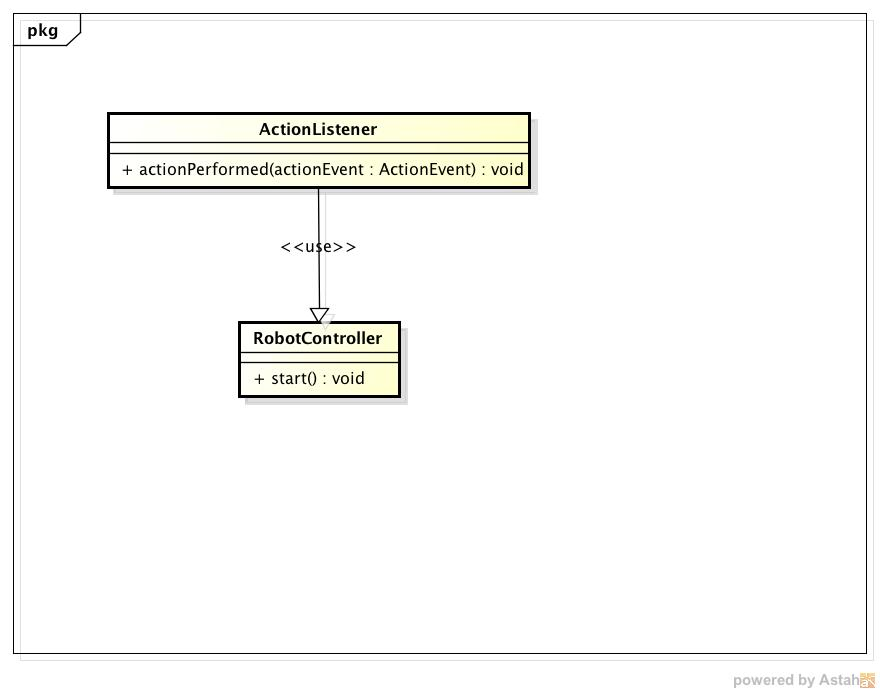 pkg
ActionListener
+ actionPerformed(actionEvent : ActionEvent) : void
<<use>>
RobotController
+ start() : void
powered by Astah